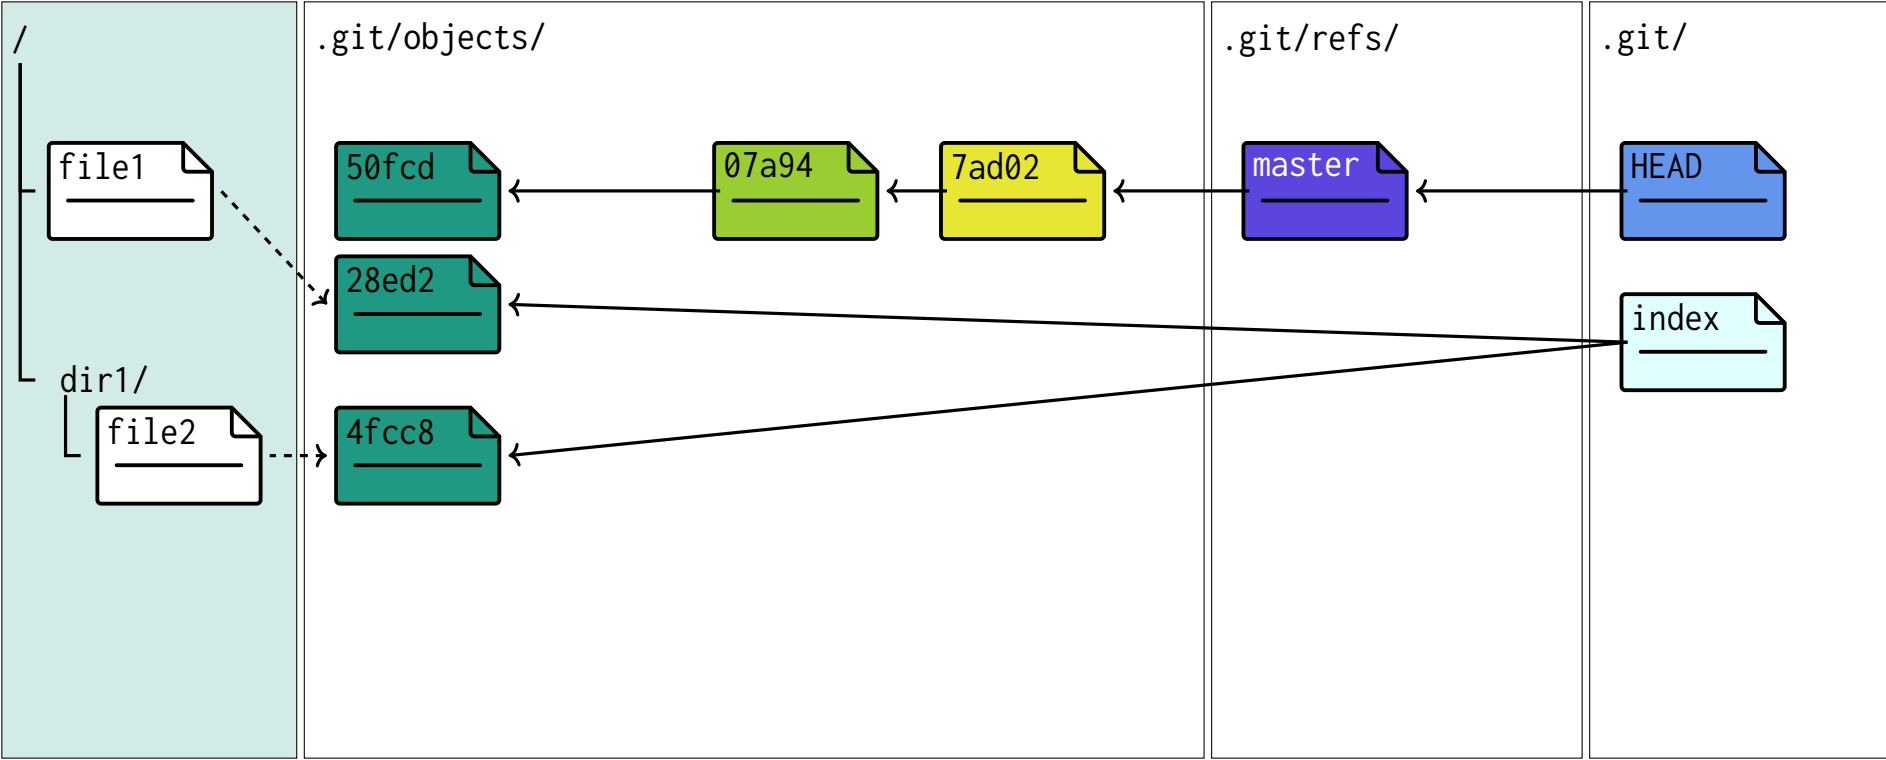 /
.git/objects/
.git/refs/
.git/
file1
50fcd
07a94
7ad02
master
HEAD
28ed2
index
dir1/
file2
4fcc8